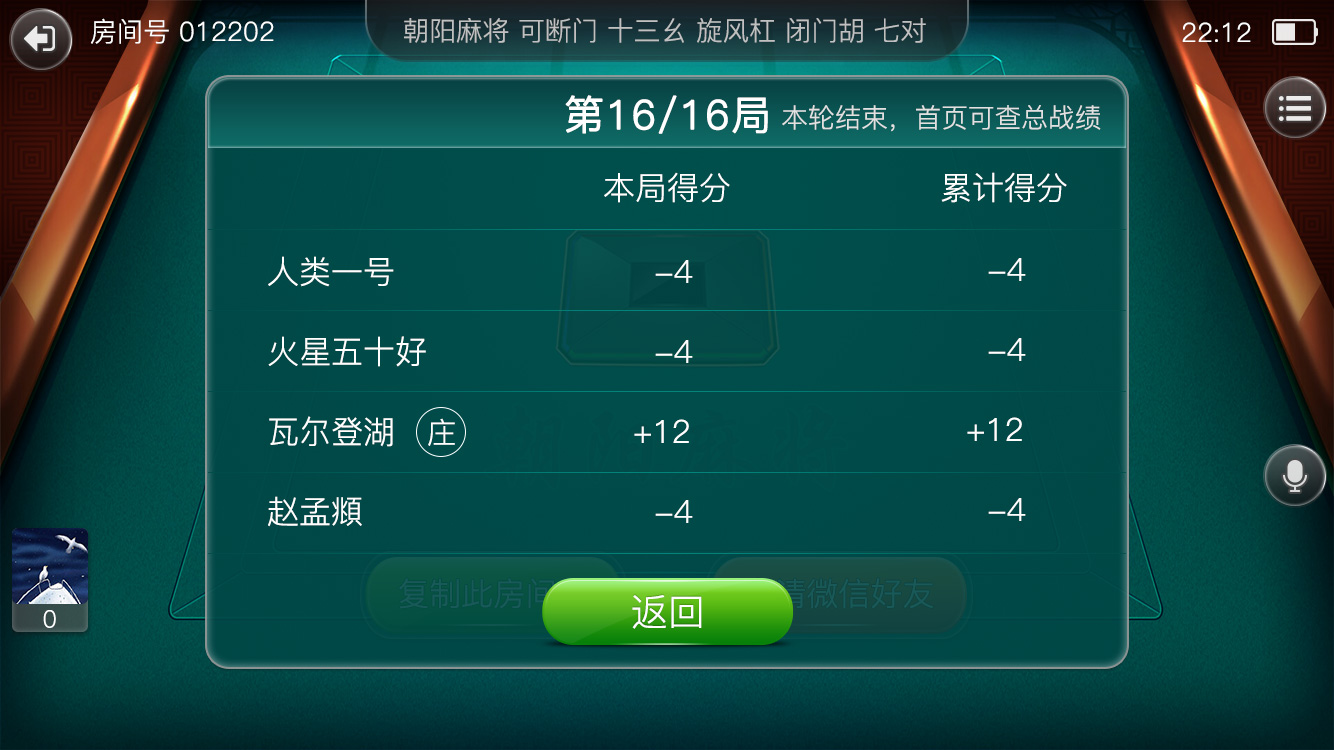 房间号 012202
朝阳麻将 可断门 十三幺 旋风杠 闭门胡 七对
22:12
第16/16局 本轮结束，首页可查总战绩
本局得分 累计得分
人类一号 -4 -4
火星五十好 -4 -4
瓦尔登湖 庄 +12 +12
赵孟頫 -4 -4
复制此房间
请微信好友
返回
0